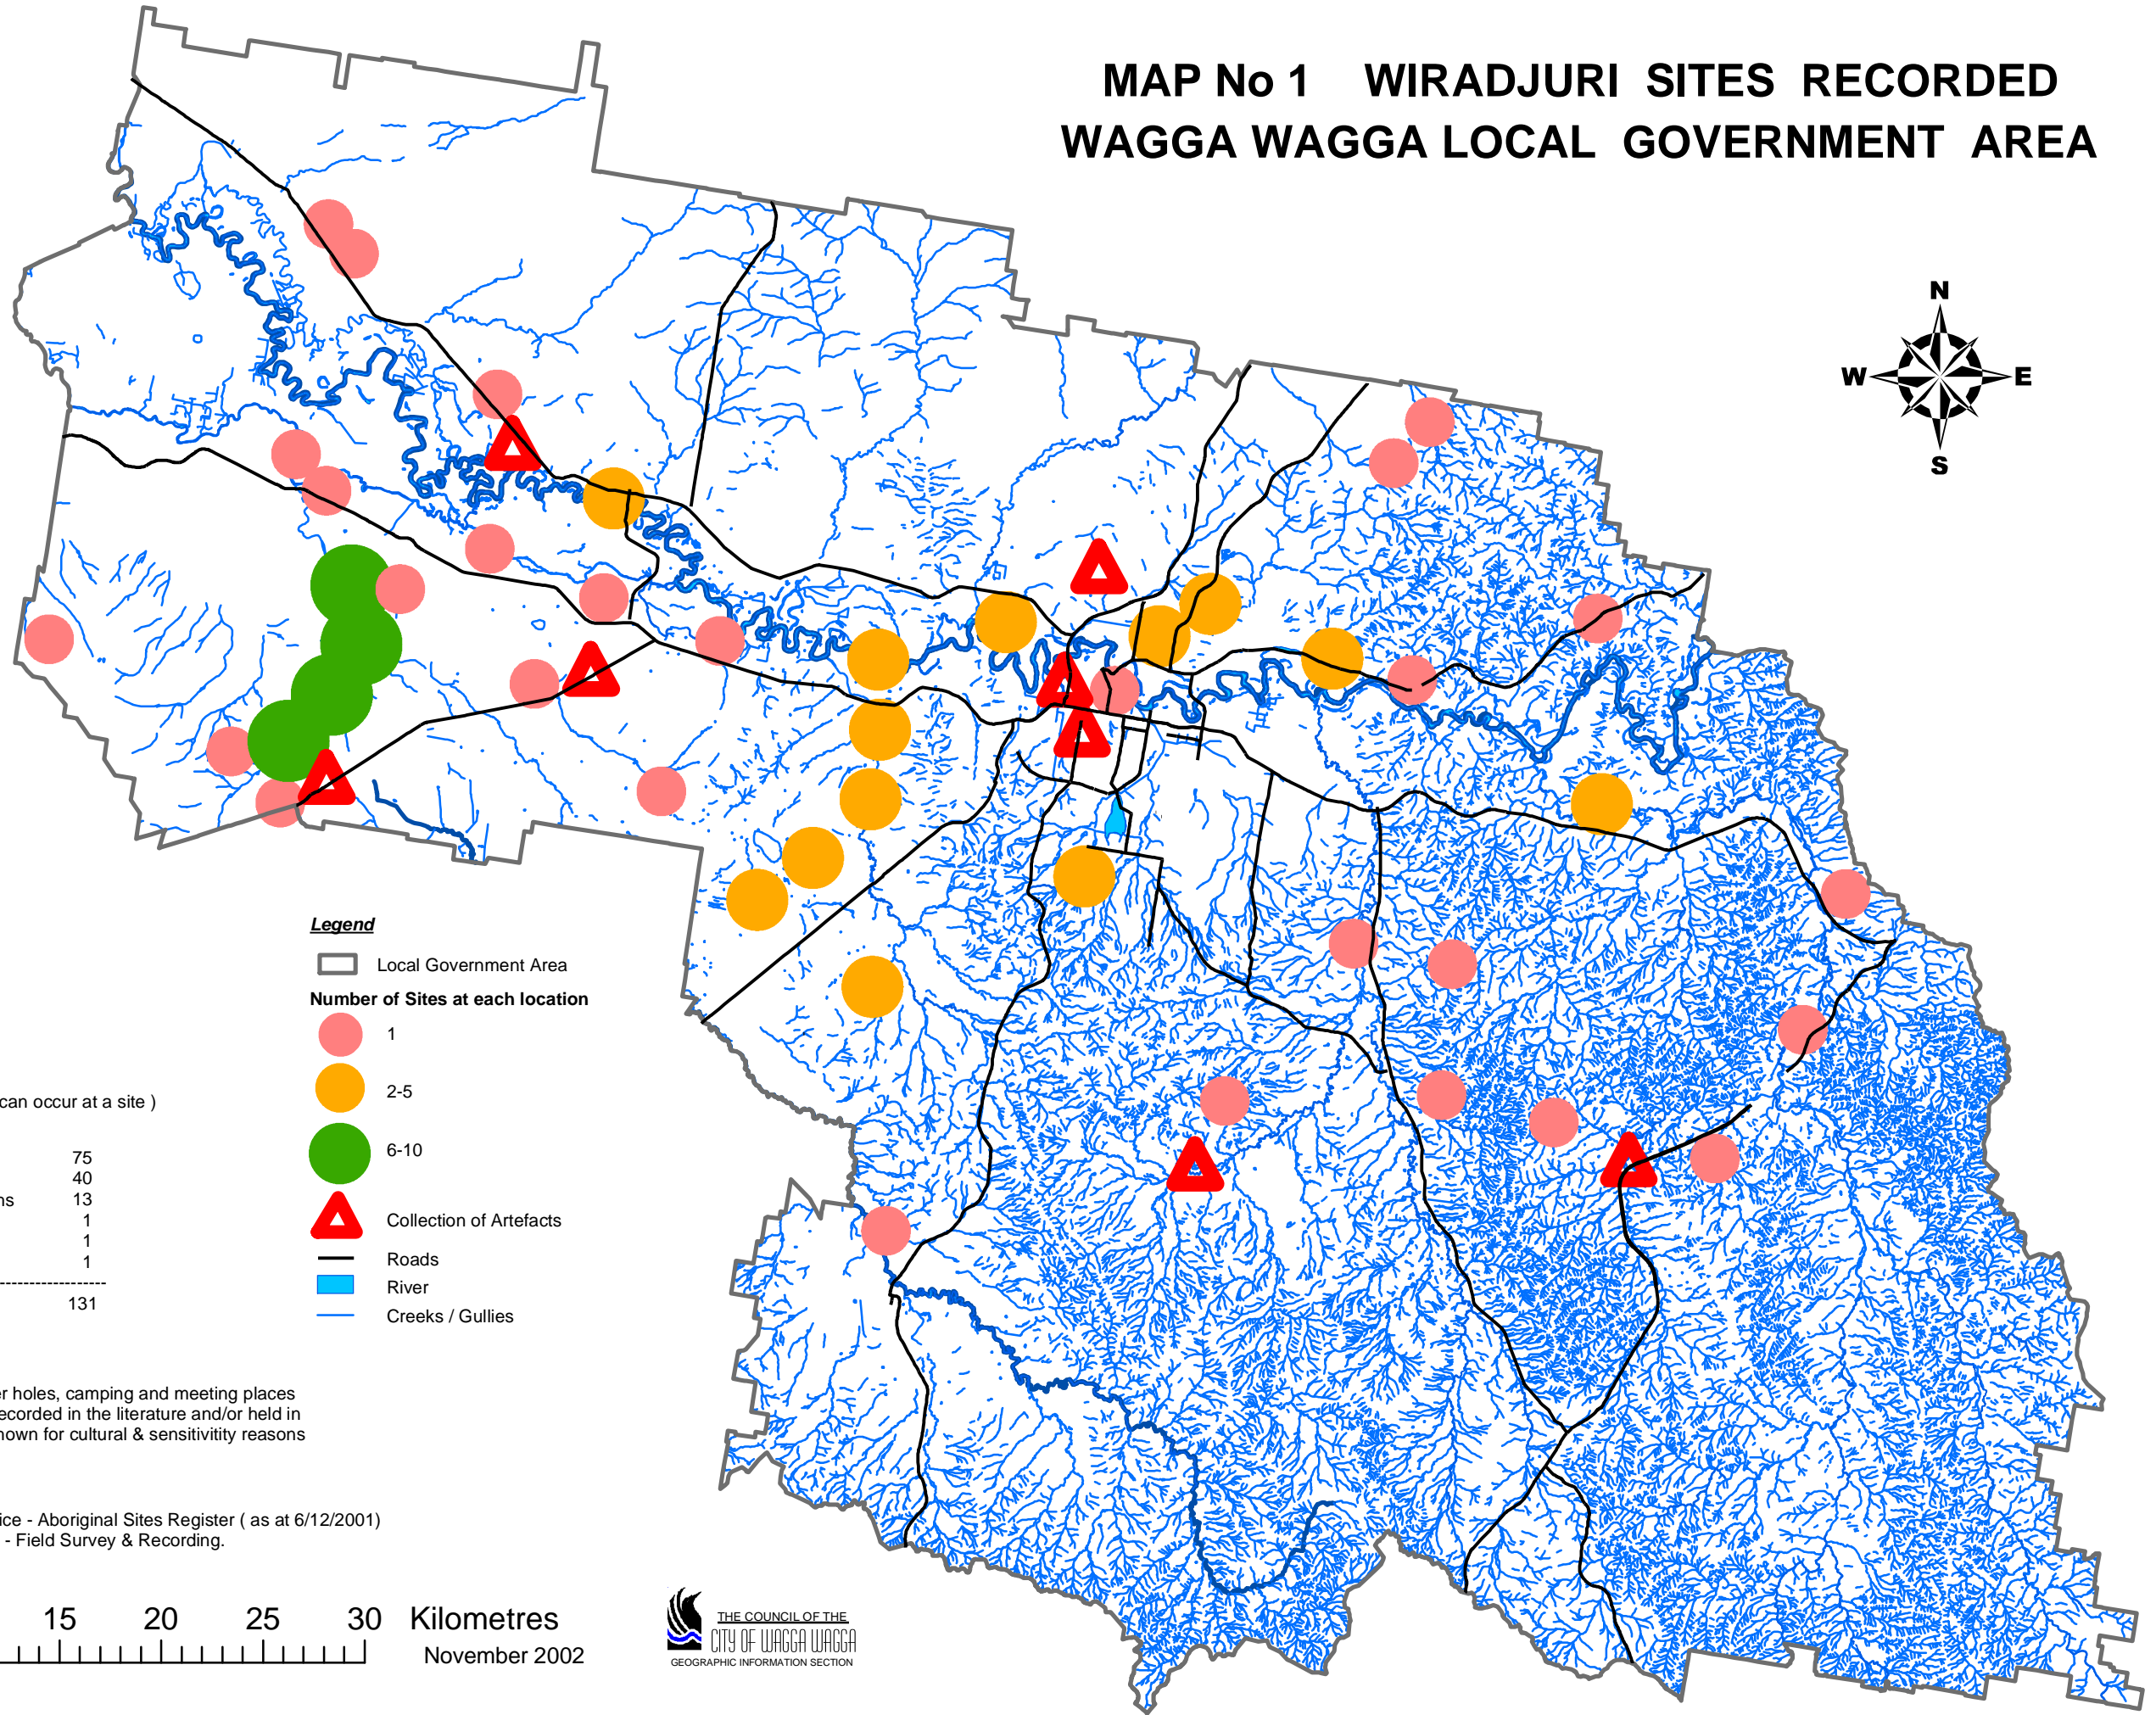 MAP No 1 WIRADJURI SITES RECORDED
WAGGA WAGGA LOCAL GOVERNMENT AREA
N
W E
S
Legend
Local Government Area
Number of Sites at each location
1
2-5
6-10
Collection of Artefacts
Roads
River
Creeks / Gullies
can occur at a site )
75
40
ns 13
1
1
1
-------------------
131
er holes, camping and meeting places
ecorded in the literature and/or held in
hown for cultural & sensitivitity reasons
ice - Aboriginal Sites Register ( as at 6/12/2001)
- Field Survey & Recording.
15 20 25 30 Kilometres
November 2002
THE COUNCIL OF THE
CITY OF WAGGA WAGGA
GEOGRAPHIC INFORMATION SECTION